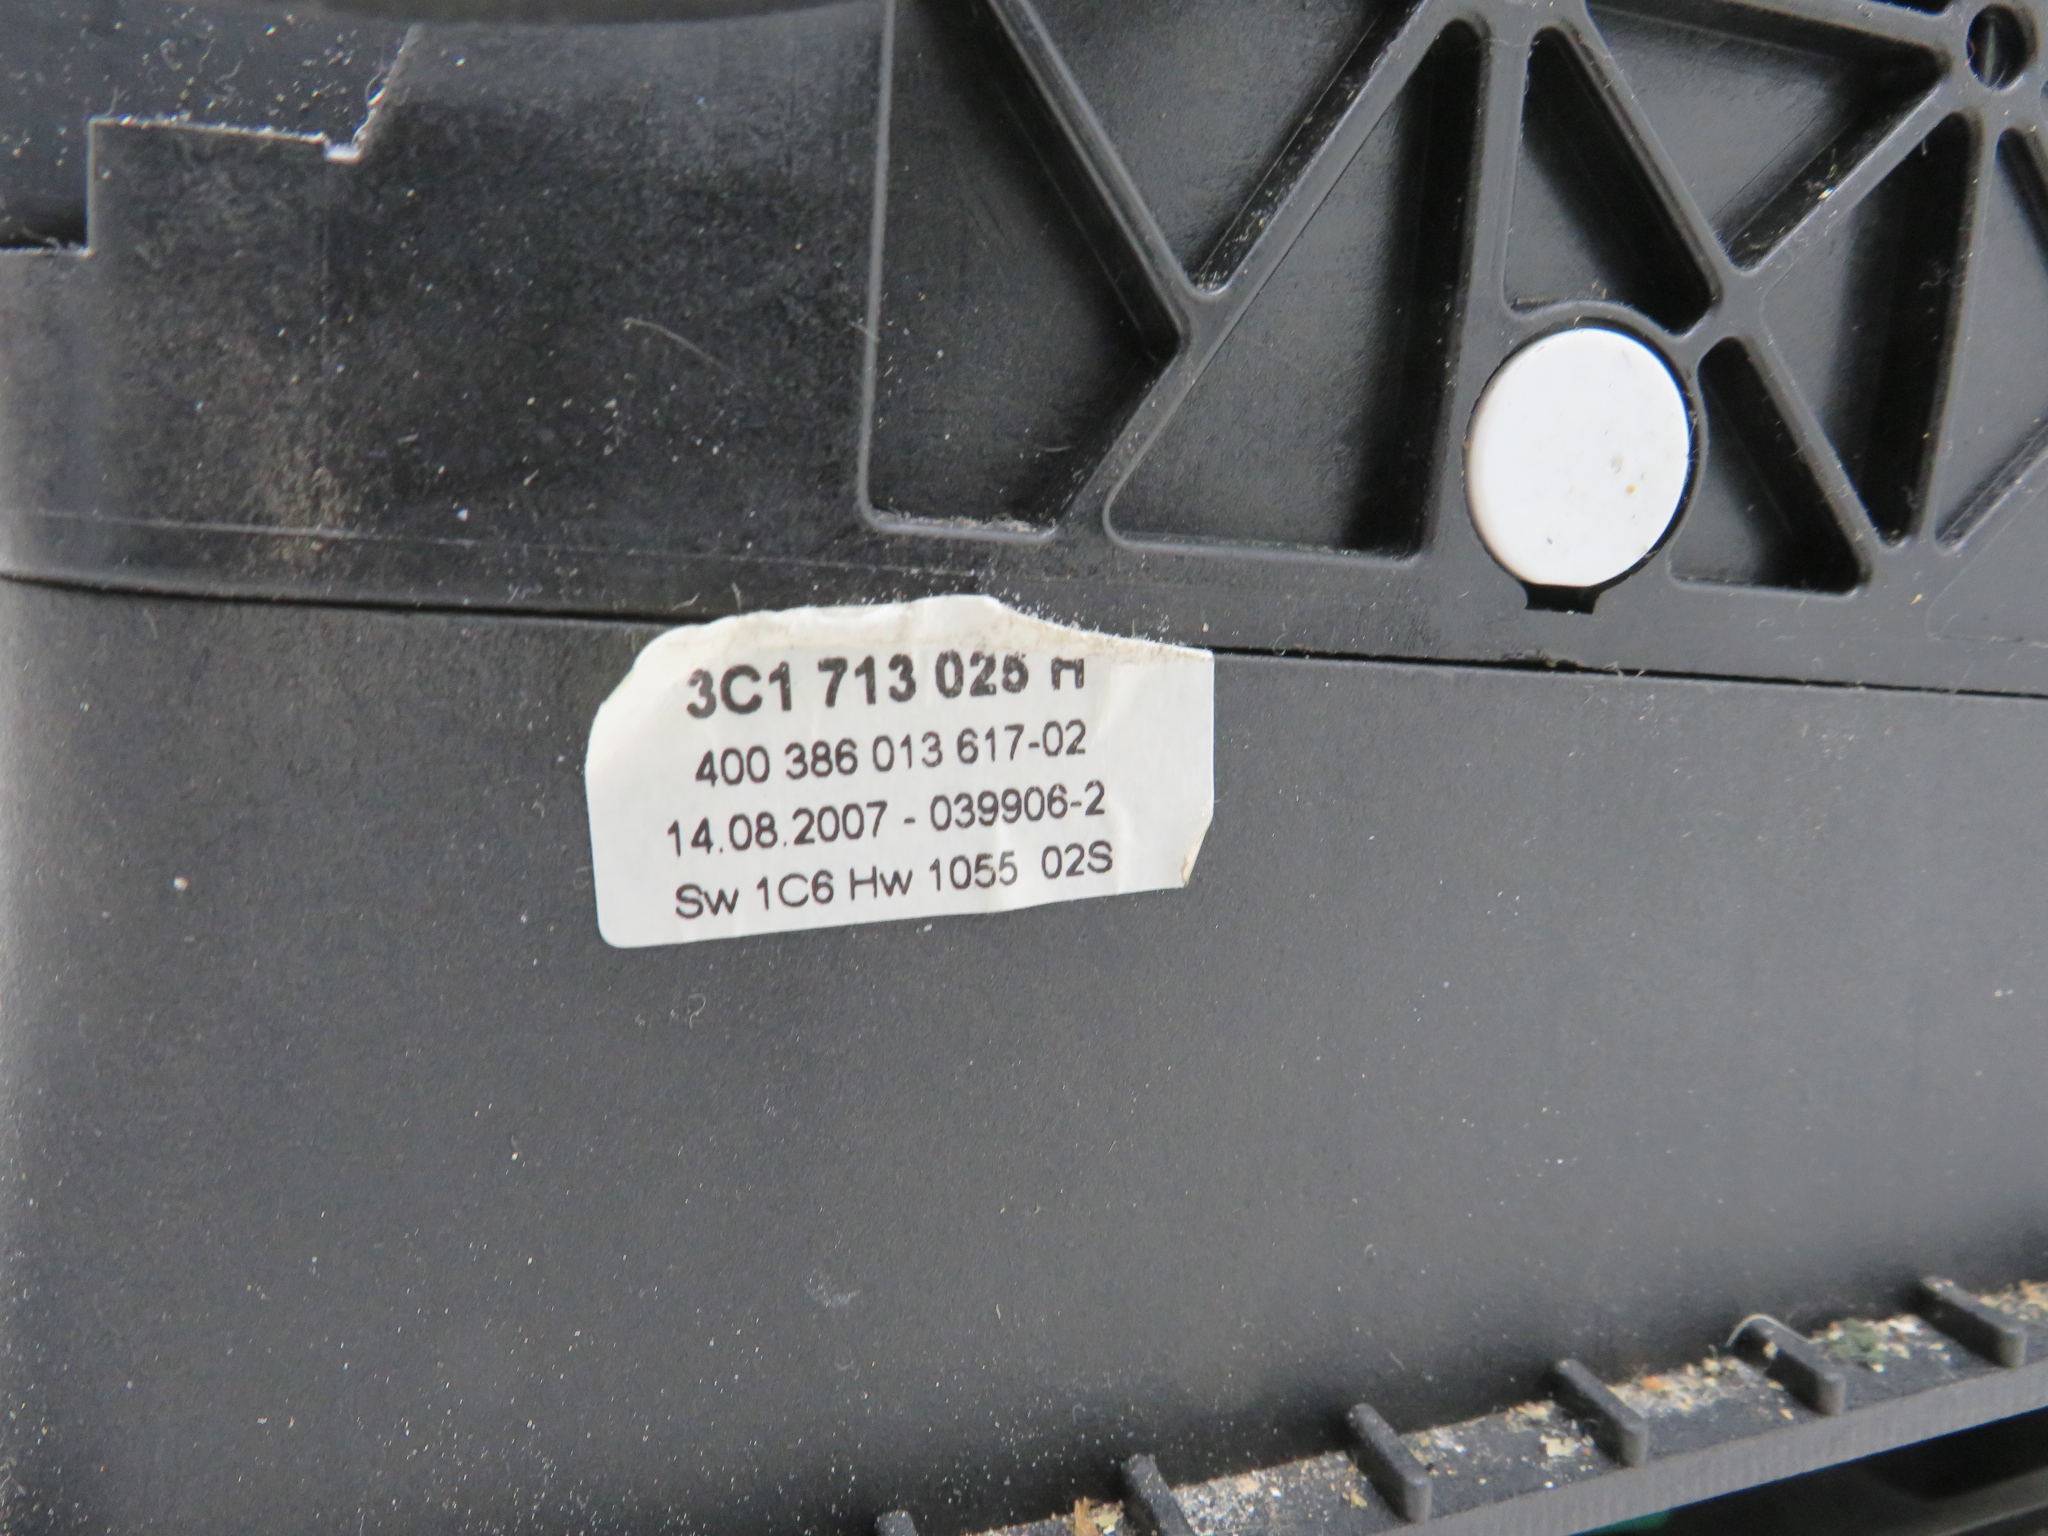 3C1 713 025 H
400 386 013 617-02
14.08.2007 - 039906-2
Sw 1C6 Hw 1055 02S